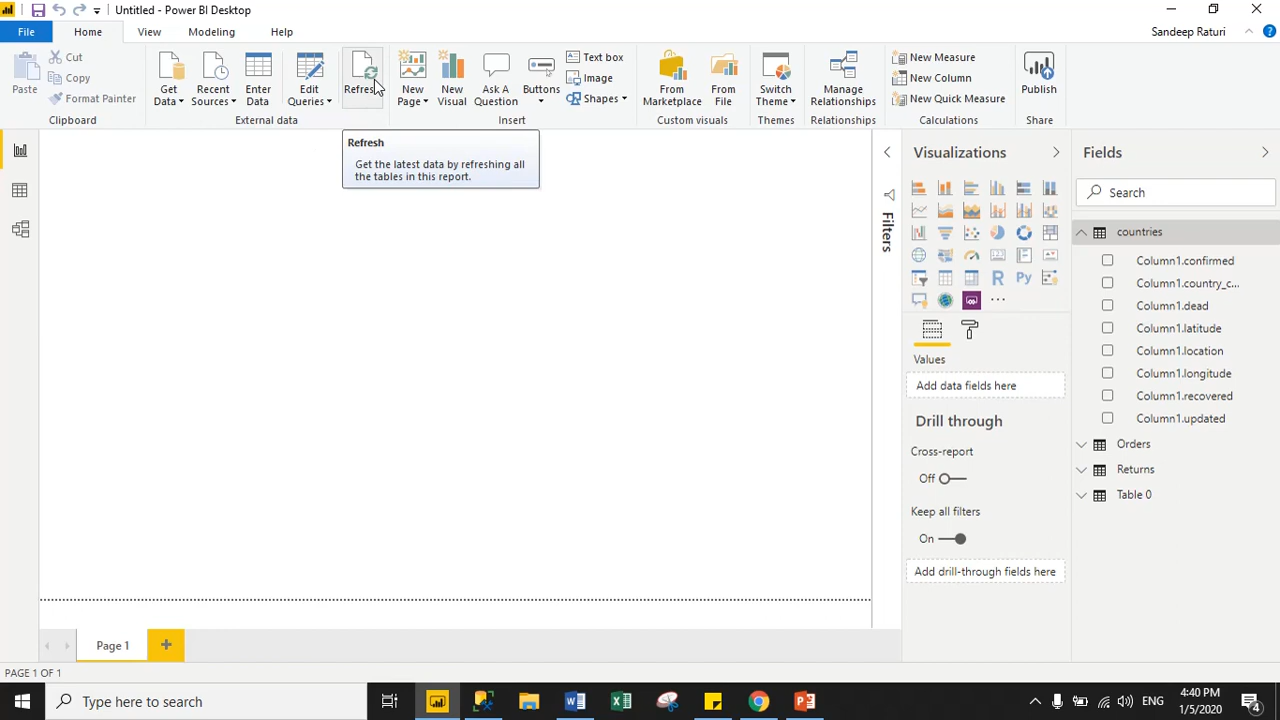 Untitled - Power BI Desktop
File
Home
View
Modeling
Help
Sandeep Raturi
Paste
Cut
Copy
Format Painter
Clipboard
Get
Data
Recent
Sources
Enter
Data
Edit
Queries
Refresh
External data
New
Page
New
Visual
Ask A
Question
Buttons
Text box
Image
Shapes
Insert
From
Marketplace
From
File
Custom visuals
Switch
Theme
Themes
Manage
Relationships
Relationships
New Measure
New Column
New Quick Measure
Calculations
Publish
Share
Refresh
Get the latest data by refreshing all
the tables in this report.
Filters
Visualizations
R
Py
Values
Add data fields here
Drill through
Cross-report
Off
Keep all filters
On
Add drill-through fields here
Fields
Search
countries
Column1.confirmed
Column1.country_c...
Column1.dead
Column1.latitude
Column1.location
Column1.longitude
Column1.recovered
Column1.updated
Orders
Returns
Table 0
Page 1
PAGE 1 OF 1
Type here to search
ENG
4:40 PM
1/5/2020
4